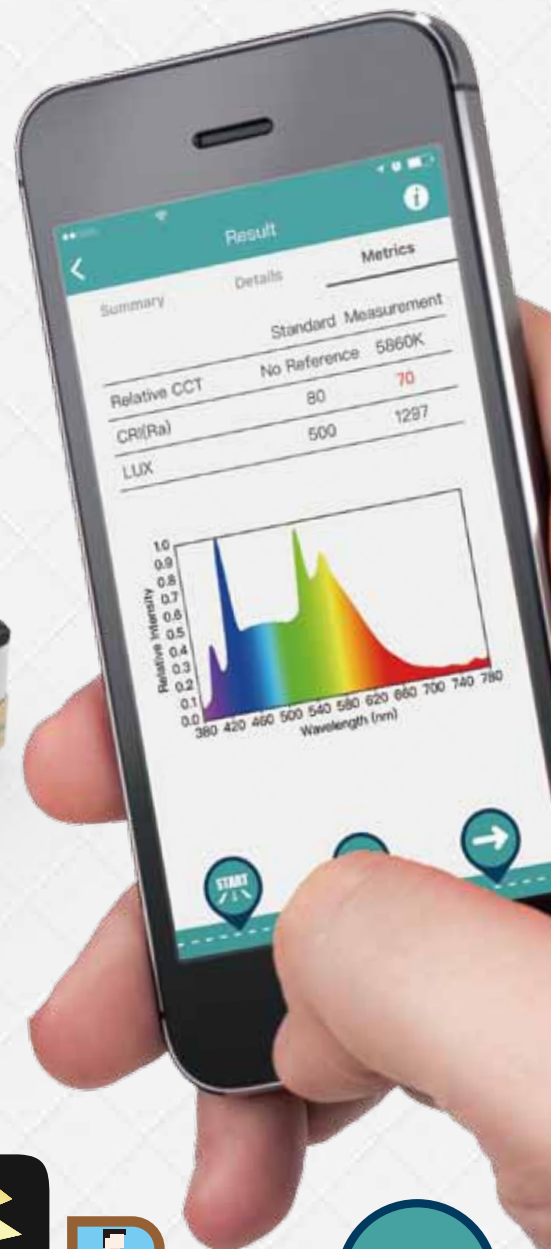 Result
Summary Details Metrics
Standard Measurement
Relative CCT No Reference 5860K
CRI(Ra) 80 70
LUX 500 1297
Relative Intensity
1.0
0.9
0.8
0.7
0.6
0.5
0.4
0.3
0.2
0.1
0.0
380 420 460 500 540 580 620 660 700 740 780
Wavelength (nm)
START